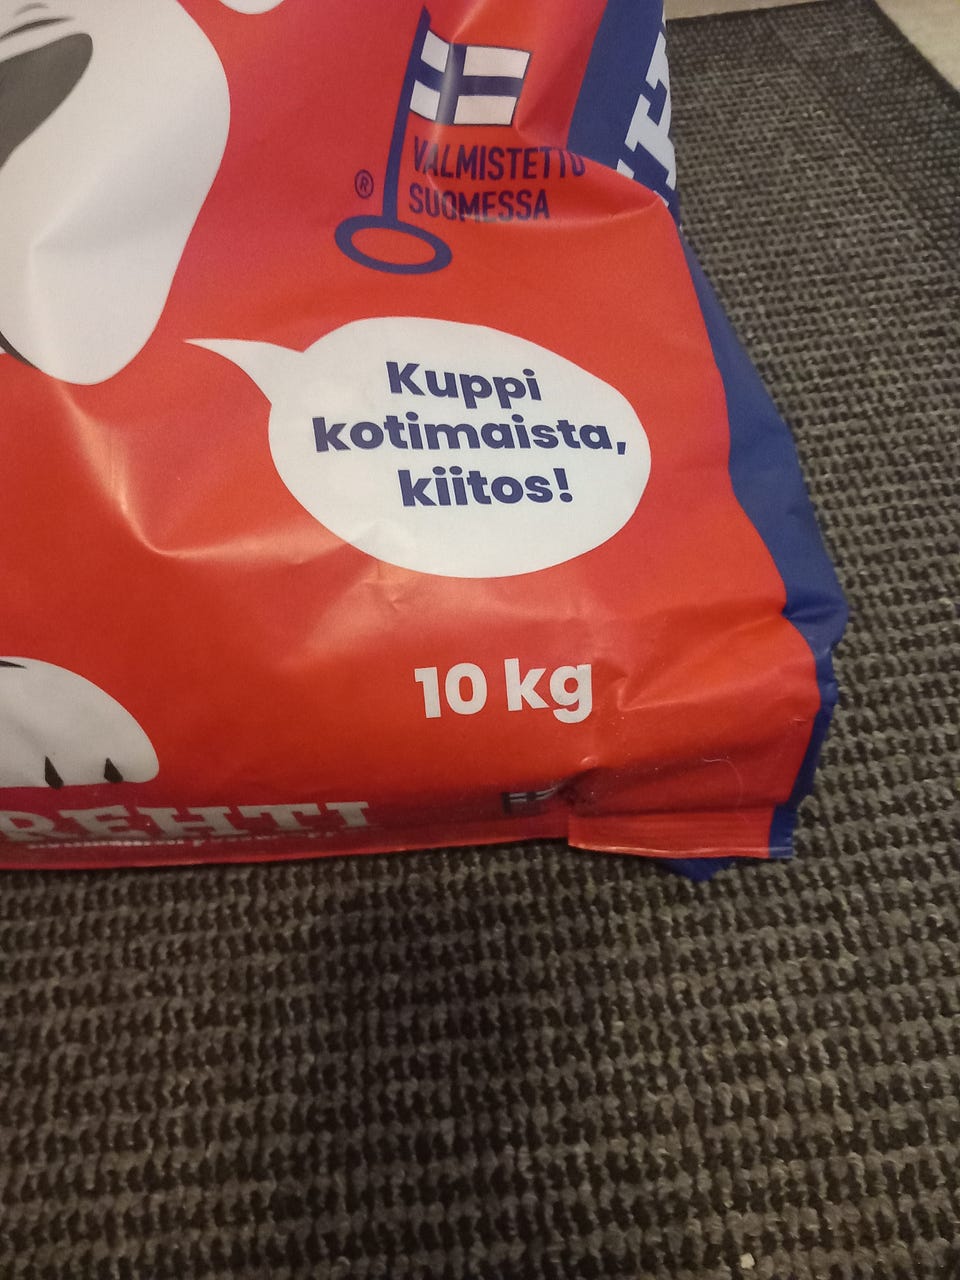 VALMISTETTU
SUOMESSA
®
Kuppi
kotimaista,
kiitos!
10 kg
REHTI